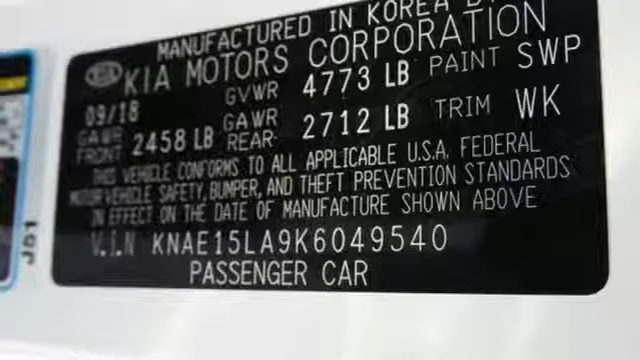 MANUFACTURED IN KOREA
KIA KIA MOTORS CORPORATION
09/18 GVWR 4773 LB PAINT SWP
GAWR FRONT 2458 LB GAWR REAR 2712 LB TRIM WK
THIS VEHICLE CONFORMS TO ALL APPLICABLE U.S.A. FEDERAL
MOTOR VEHICLE SAFETY, BUMPER, AND THEFT PREVENTION STANDARDS
IN EFFECT ON THE DATE OF MANUFACTURE SHOWN ABOVE
V.I.N KNAE15LA9K6049540
PASSENGER CAR